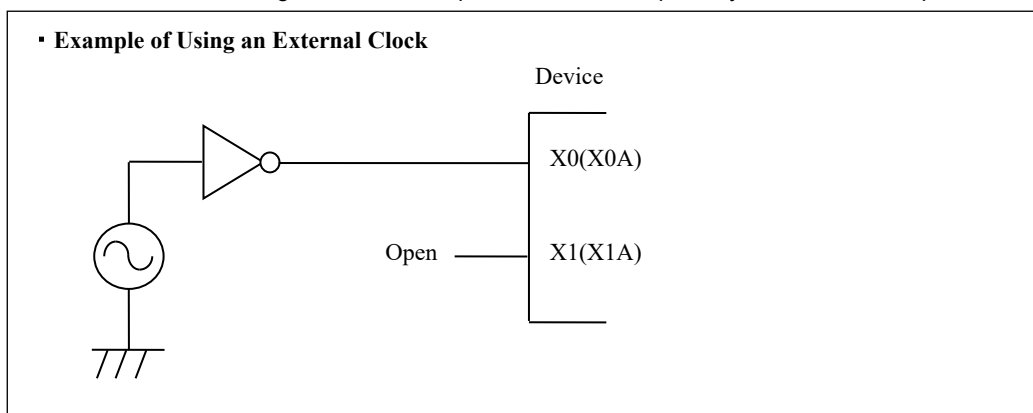 ▪ Example of Using an External Clock
Device
X0(X0A)
Open
X1(X1A)